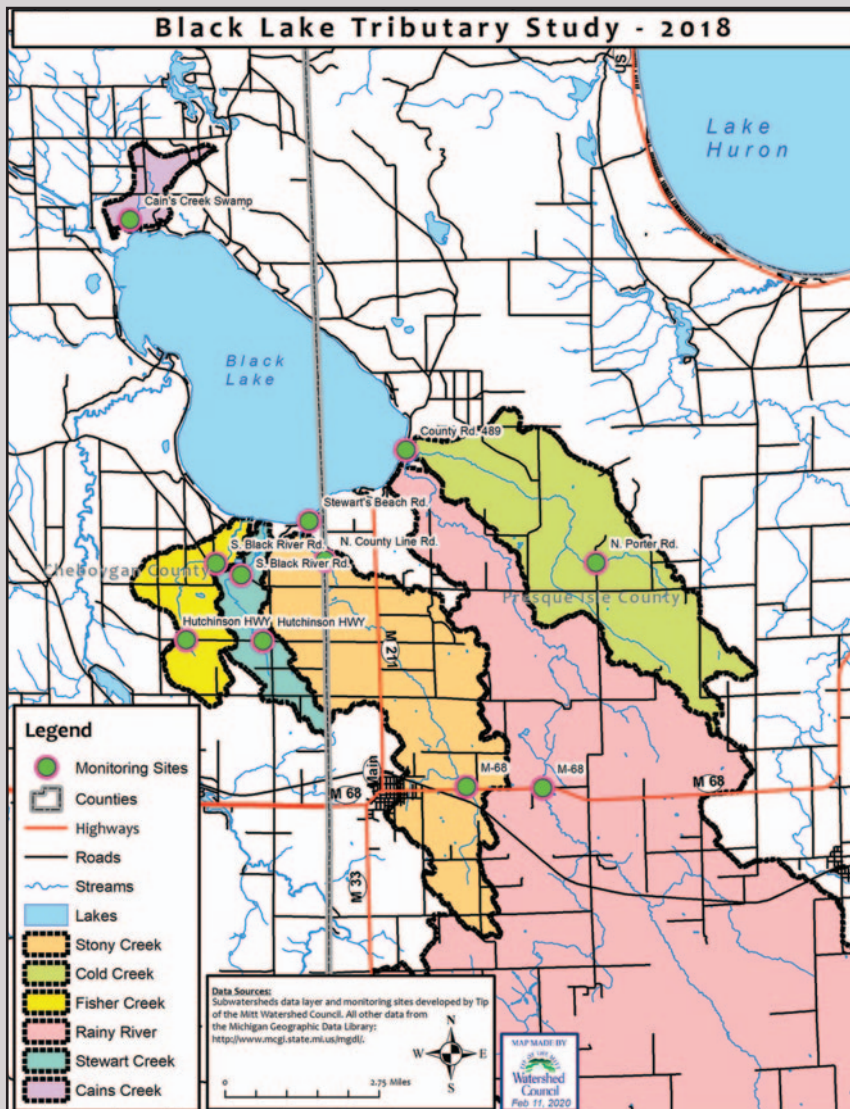 Black Lake Tributary Study - 2018
Lake
Huron
Cain's Creek Swamp
Black
Lake
County Rd. 489
Stewart's Beach Rd.
S. Black River Rd.
N. County Line Rd.
S. Black River Rd.
N. Porter Rd.
Cheboygan County
Presque Isle County
Hutchinson HWY
Hutchinson HWY
M 211
M-68
M-68
Main
M 68
M 68
M 33
Legend
Monitoring Sites
Counties
Highways
Roads
Streams
Lakes
Stony Creek
Cold Creek
Fisher Creek
Rainy River
Stewart Creek
Cains Creek
Data Sources:
Subwatersheds data layer and monitoring sites developed by Tip
of the Mitt Watershed Council. All other data from
the Michigan Geographic Data Library:
http://www.mcgi.state.mi.us/mgdl/.
N
W
E
S
0
2.75 Miles
MAP MADE BY
Watershed
Council
Feb 11, 2020